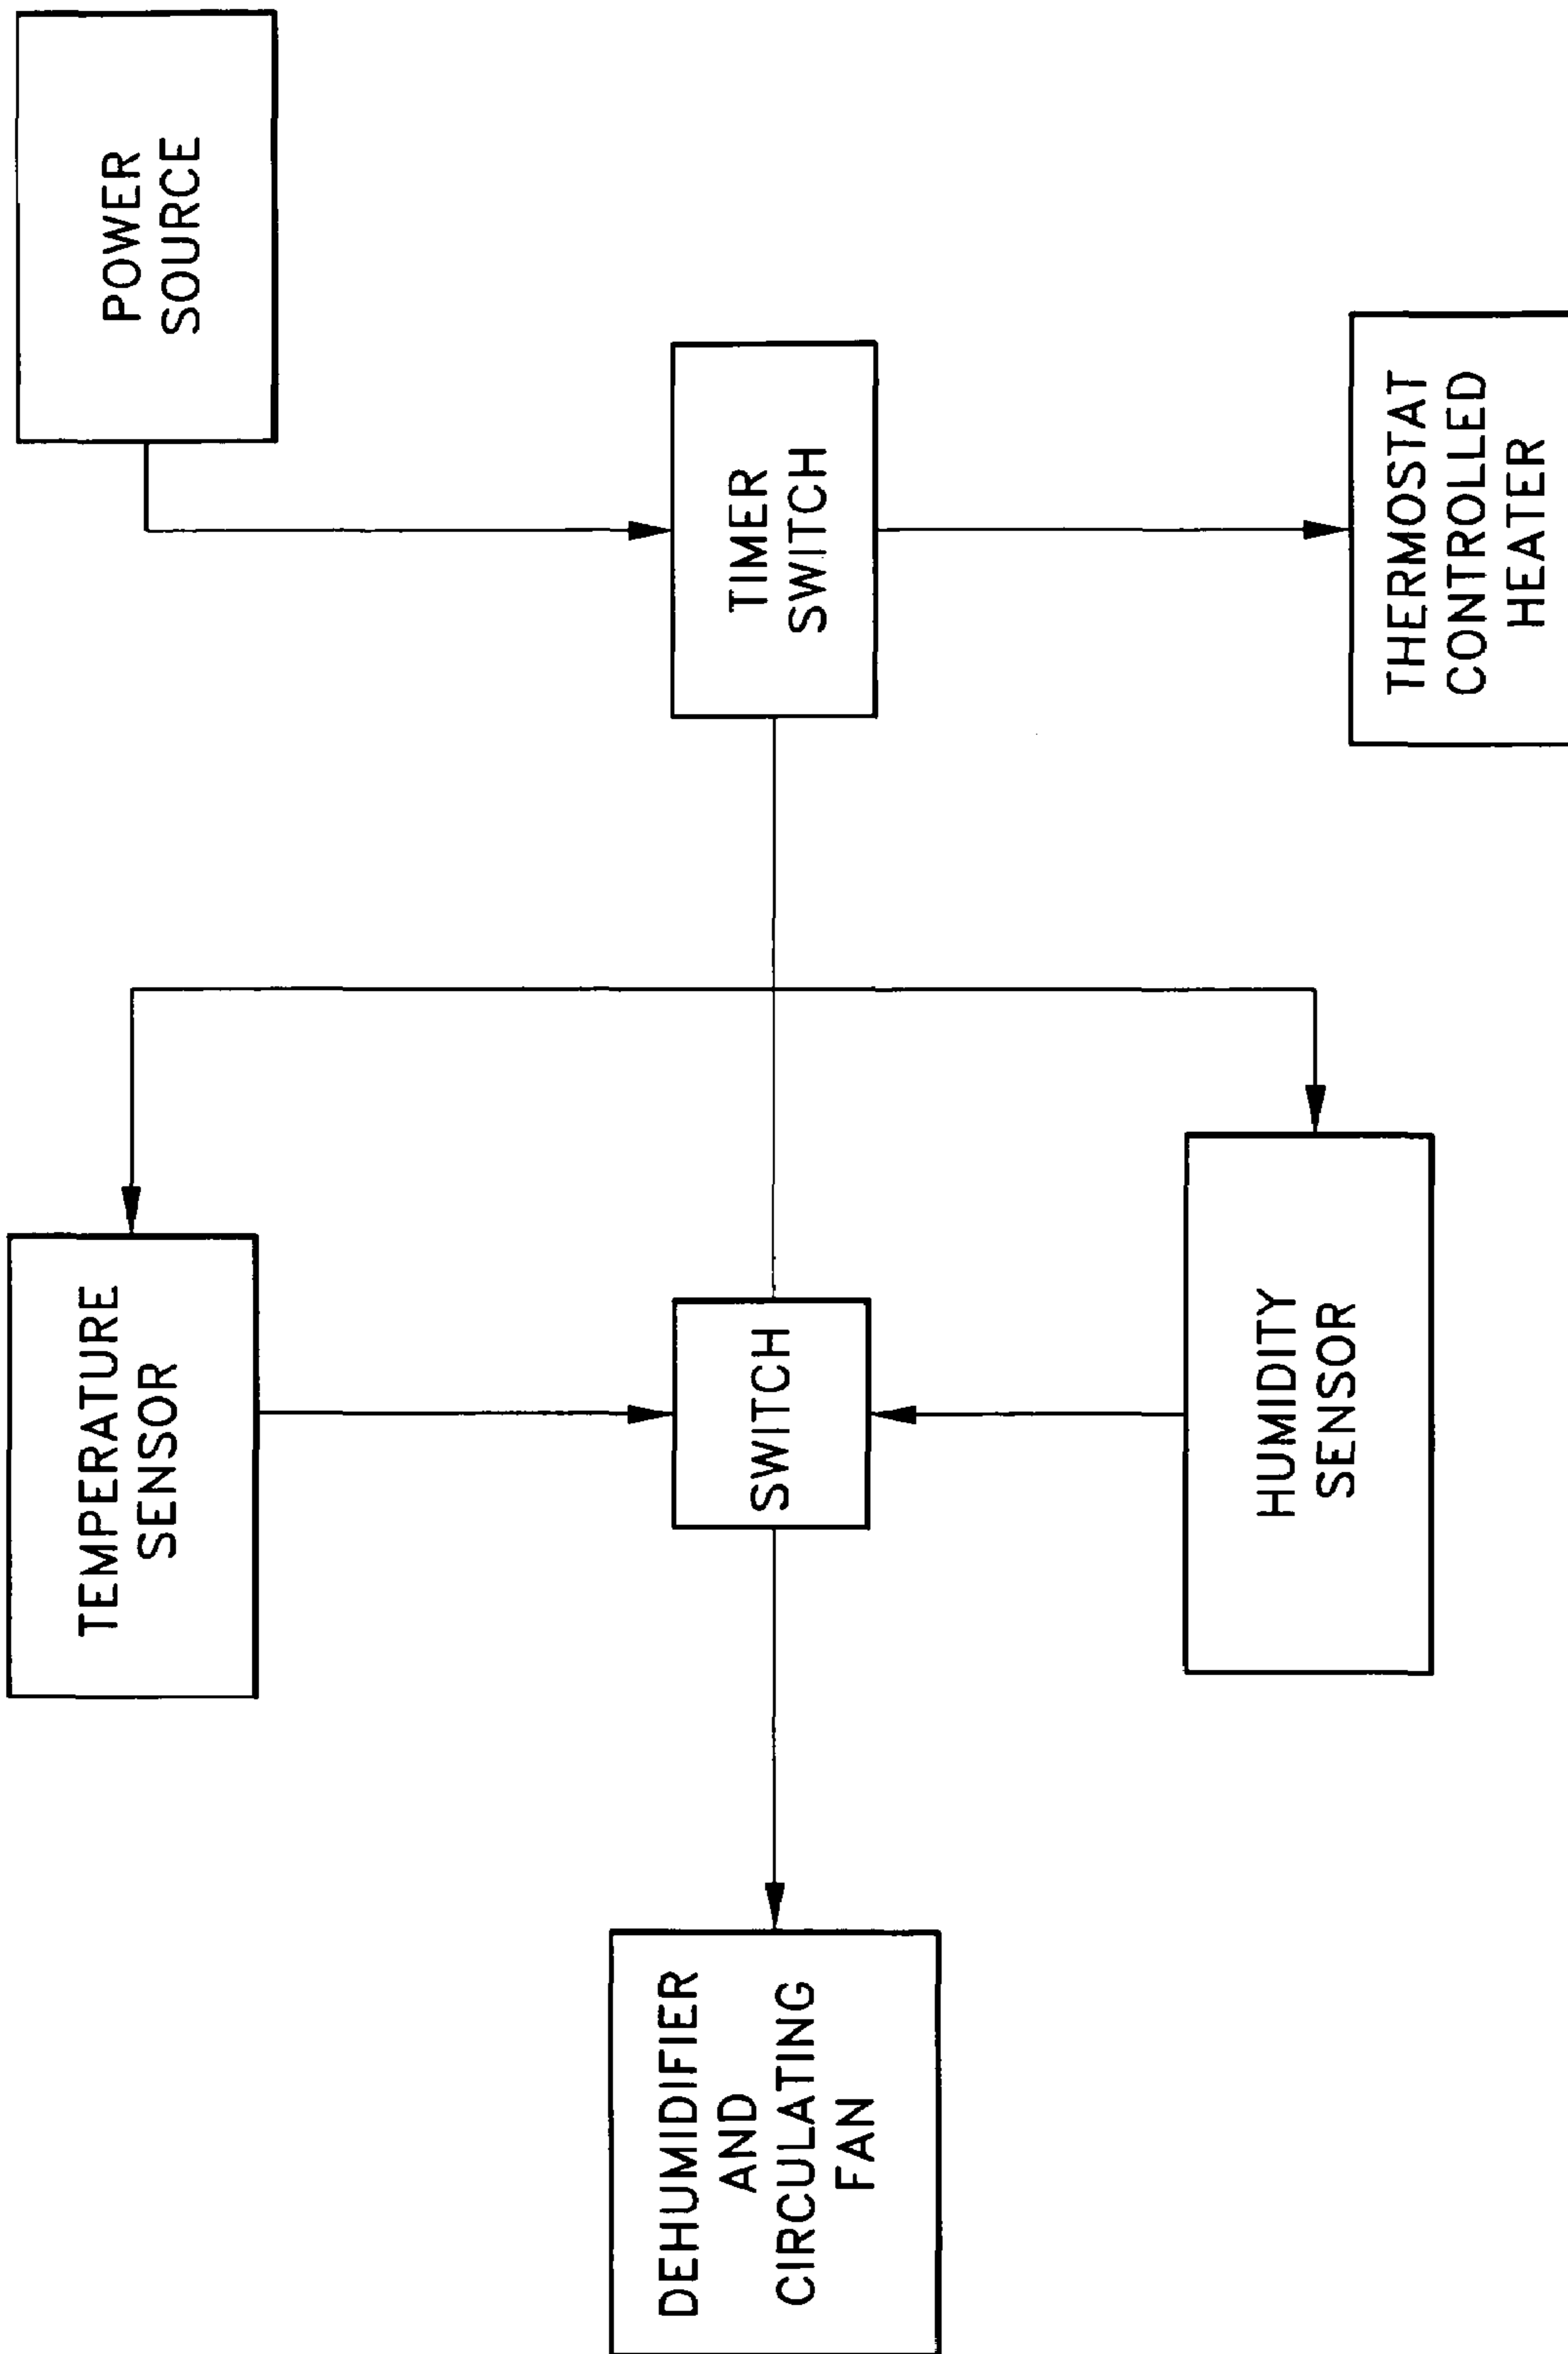 POWER
SOURCE
TIMER
SWITCH
THERMOSTAT
CONTROLLED
HEATER
TEMPERATURE
SENSOR
SWITCH
HUMIDITY
SENSOR
DEHUMIDIFIER
AND
CIRCULATING
FAN